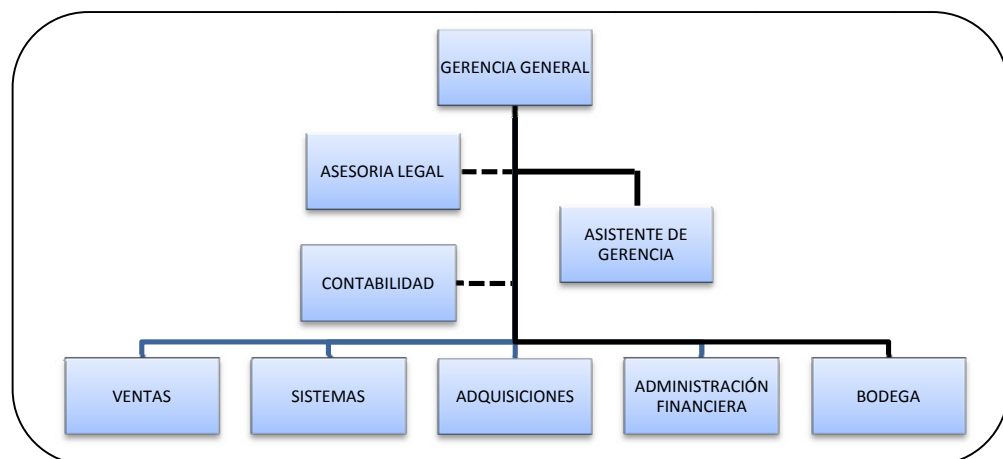 GERENCIA GENERAL
ASESORIA LEGAL
ASISTENTE DE
GERENCIA
CONTABILIDAD
VENTAS
SISTEMAS
ADQUISICIONES
ADMINISTRACIÓN
FINANCIERA
BODEGA